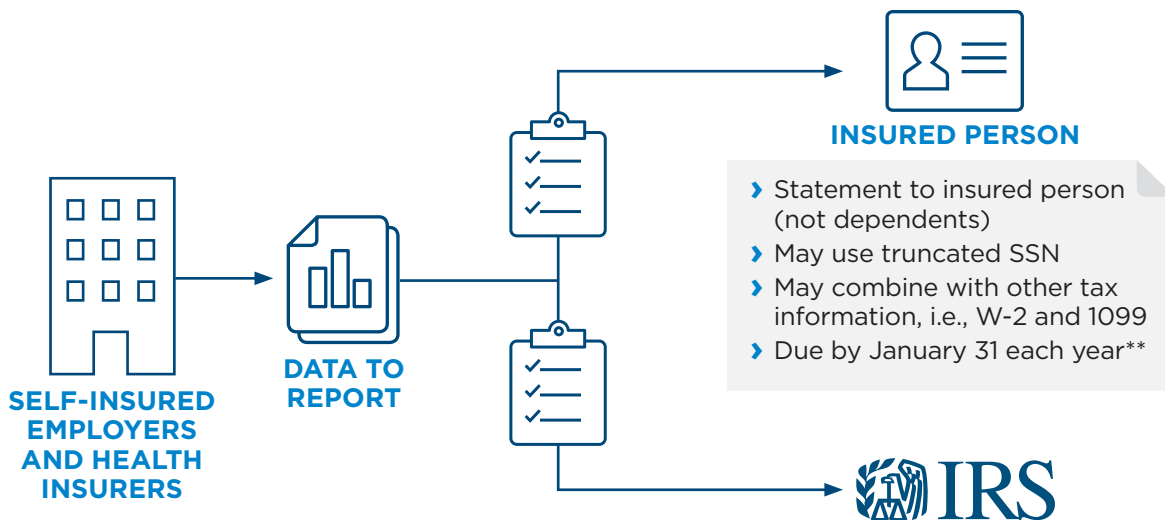 INSURED PERSON
› Statement to insured person
(not dependents)
› May use truncated SSN
› May combine with other tax
information, i.e., W-2 and 1099
› Due by January 31 each year**
DATA TO
REPORT
SELF-INSURED
EMPLOYERS
AND HEALTH
INSURERS
IRS